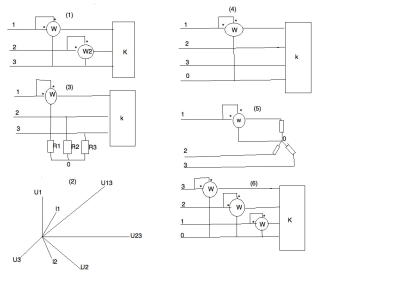 (1)
1
W
2
W2
3
K
(4)
1
W
2
3
0
k
(3)
1
W
2
3
R1
R2
R3
0
k
(5)
1
w
0
2
3
(2)
U1
U13
I1
U23
U3
I2
U2
(6)
3
W
2
W
1
W
0
K